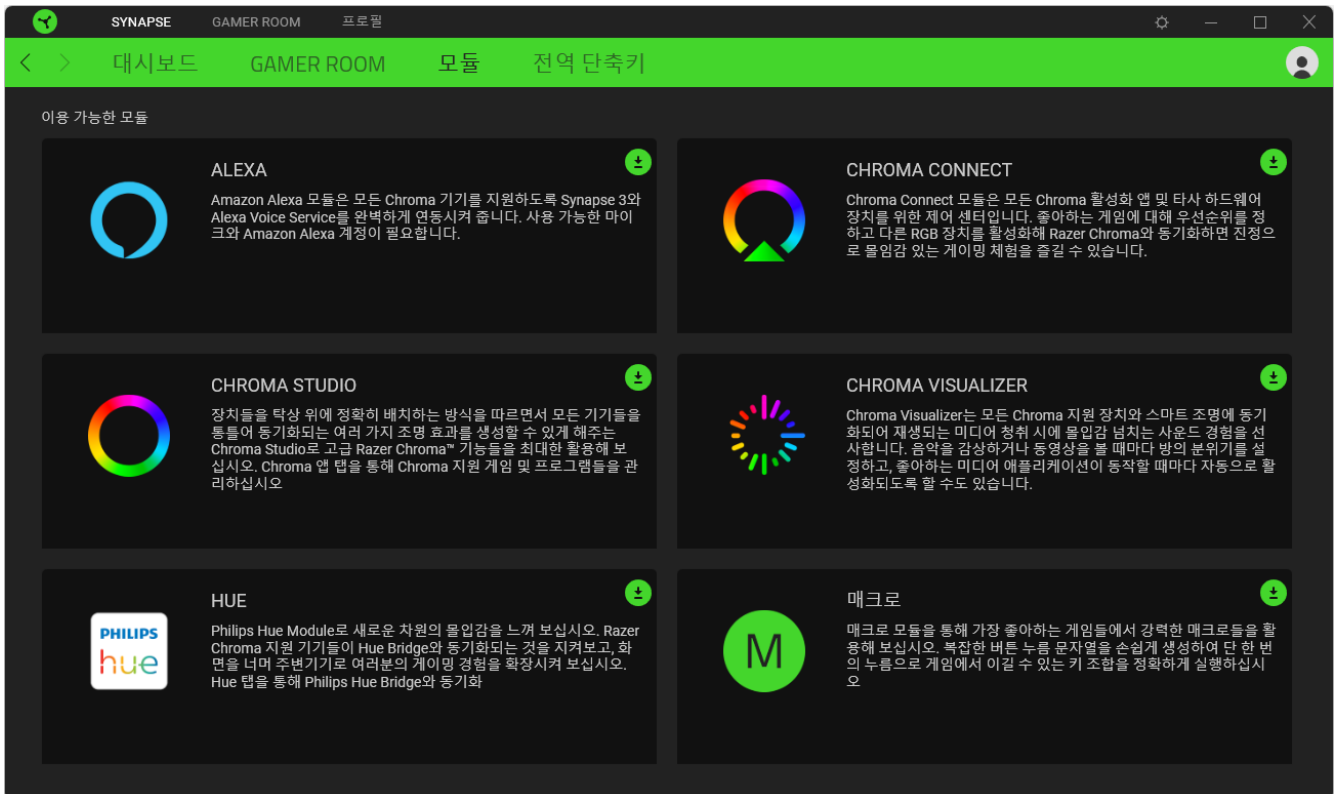 SYNAPSE GAMER ROOM 프로필
대시보드 GAMER ROOM 모듈 전역 단축키
이용 가능한 모듈
ALEXA
Amazon Alexa 모듈은 모든 Chroma 기기를 지원하도록 Synapse 3와
Alexa Voice Service를 완벽하게 연동시켜 줍니다. 사용 가능한 마이
크와 Amazon Alexa 계정이 필요합니다.
CHROMA CONNECT
Chroma Connect 모듈은 모든 Chroma 활성화 앱 및 타사 하드웨어
장치를 위한 제어 센터입니다. 좋아하는 게임에 대해 우선순위를 정
하고 다른 RGB 장치를 활성화해 Razer Chroma와 동기화하면 진정으
로 몰입감 있는 게이밍 체험을 즐길 수 있습니다.
CHROMA STUDIO
장치들을 탁상 위에 정확히 배치하는 방식을 따르면서 모든 기기들을
통틀어 동기화되는 여러 가지 조명 효과를 생성할 수 있게 해주는
Chroma Studio로 고급 Razer Chroma™ 기능들을 최대한 활용해 보
십시오. Chroma 앱 탭을 통해 Chroma 지원 게임 및 프로그램들을 관
리하십시오
CHROMA VISUALIZER
Chroma Visualizer는 모든 Chroma 지원 장치와 스마트 조명에 동기
화되어 재생되는 미디어 청취 시에 몰입감 넘치는 사운드 경험을 선
사합니다. 음악을 감상하거나 동영상을 볼 때마다 방의 분위기를 설
정하고, 좋아하는 미디어 애플리케이션이 동작할 때마다 자동으로 활
성화되도록 할 수도 있습니다.
PHILIPS
hue
HUE
Philips Hue Module로 새로운 차원의 몰입감을 느껴 보십시오. Razer
Chroma 지원 기기들이 Hue Bridge와 동기화되는 것을 지켜보고, 화
면을 너머 주변기기로 여러분의 게이밍 경험을 확장시켜 보십시오.
Hue 탭을 통해 Philips Hue Bridge와 동기화
M
매크로
매크로 모듈을 통해 가장 좋아하는 게임들에서 강력한 매크로들을 활
용해 보십시오. 복잡한 버튼 누름 문자열을 손쉽게 생성하여 단 한 번
의 누름으로 게임에서 이길 수 있는 키 조합을 정확하게 실행하십시
오